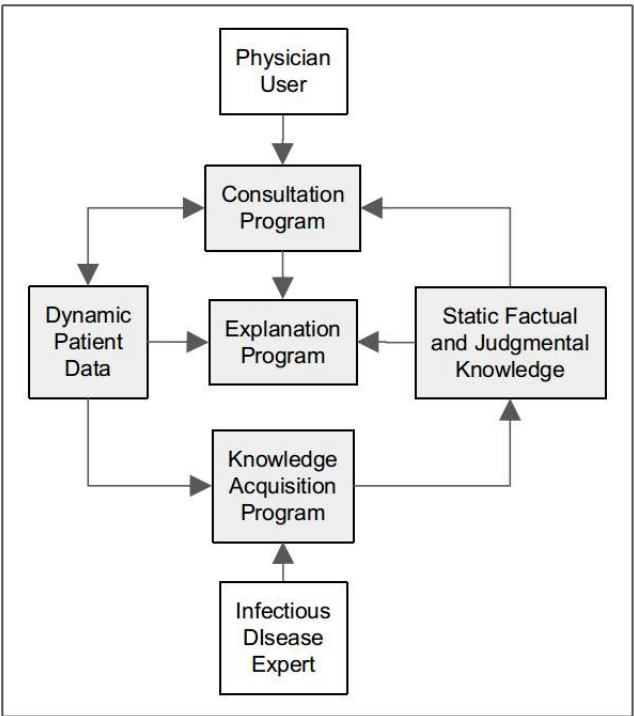 Physician
User
Consultation
Program
Dynamic
Patient
Data
Explanation
Program
Static Factual
and Judgmental
Knowledge
Knowledge
Acquisition
Program
Infectious
DIsease
Expert